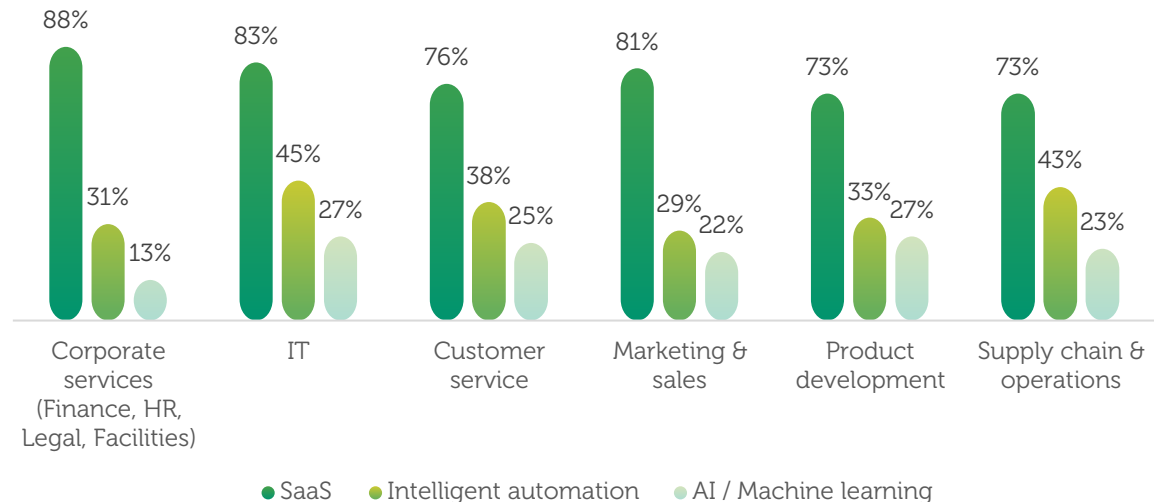 88%
31%
13%
83%
45%
27%
76%
38%
25%
81%
29%
22%
73%
33%
27%
73%
43%
23%
Corporate
services
(Finance, HR,
Legal, Facilities)
IT
Customer
service
Marketing &
sales
Product
development
Supply chain &
operations
SaaS
Intelligent automation
AI / Machine learning